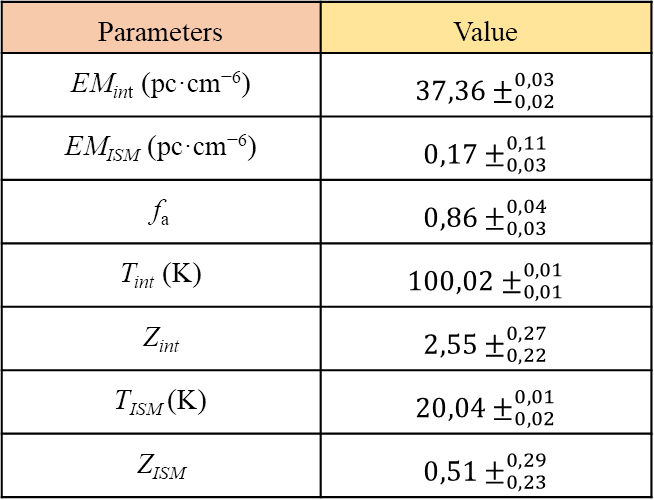 Parameters Value
EMint (pc·cm⁻⁶) 37,36 ±0,03 0,02
EMISM (pc·cm⁻⁶) 0,17 ±0,11 0,03
fa 0,86 ±0,04 0,03
Tint (K) 100,02 ±0,01 0,01
Zint 2,55 ±0,27 0,22
TISM (K) 20,04 ±0,01 0,02
ZISM 0,51 ±0,29 0,23